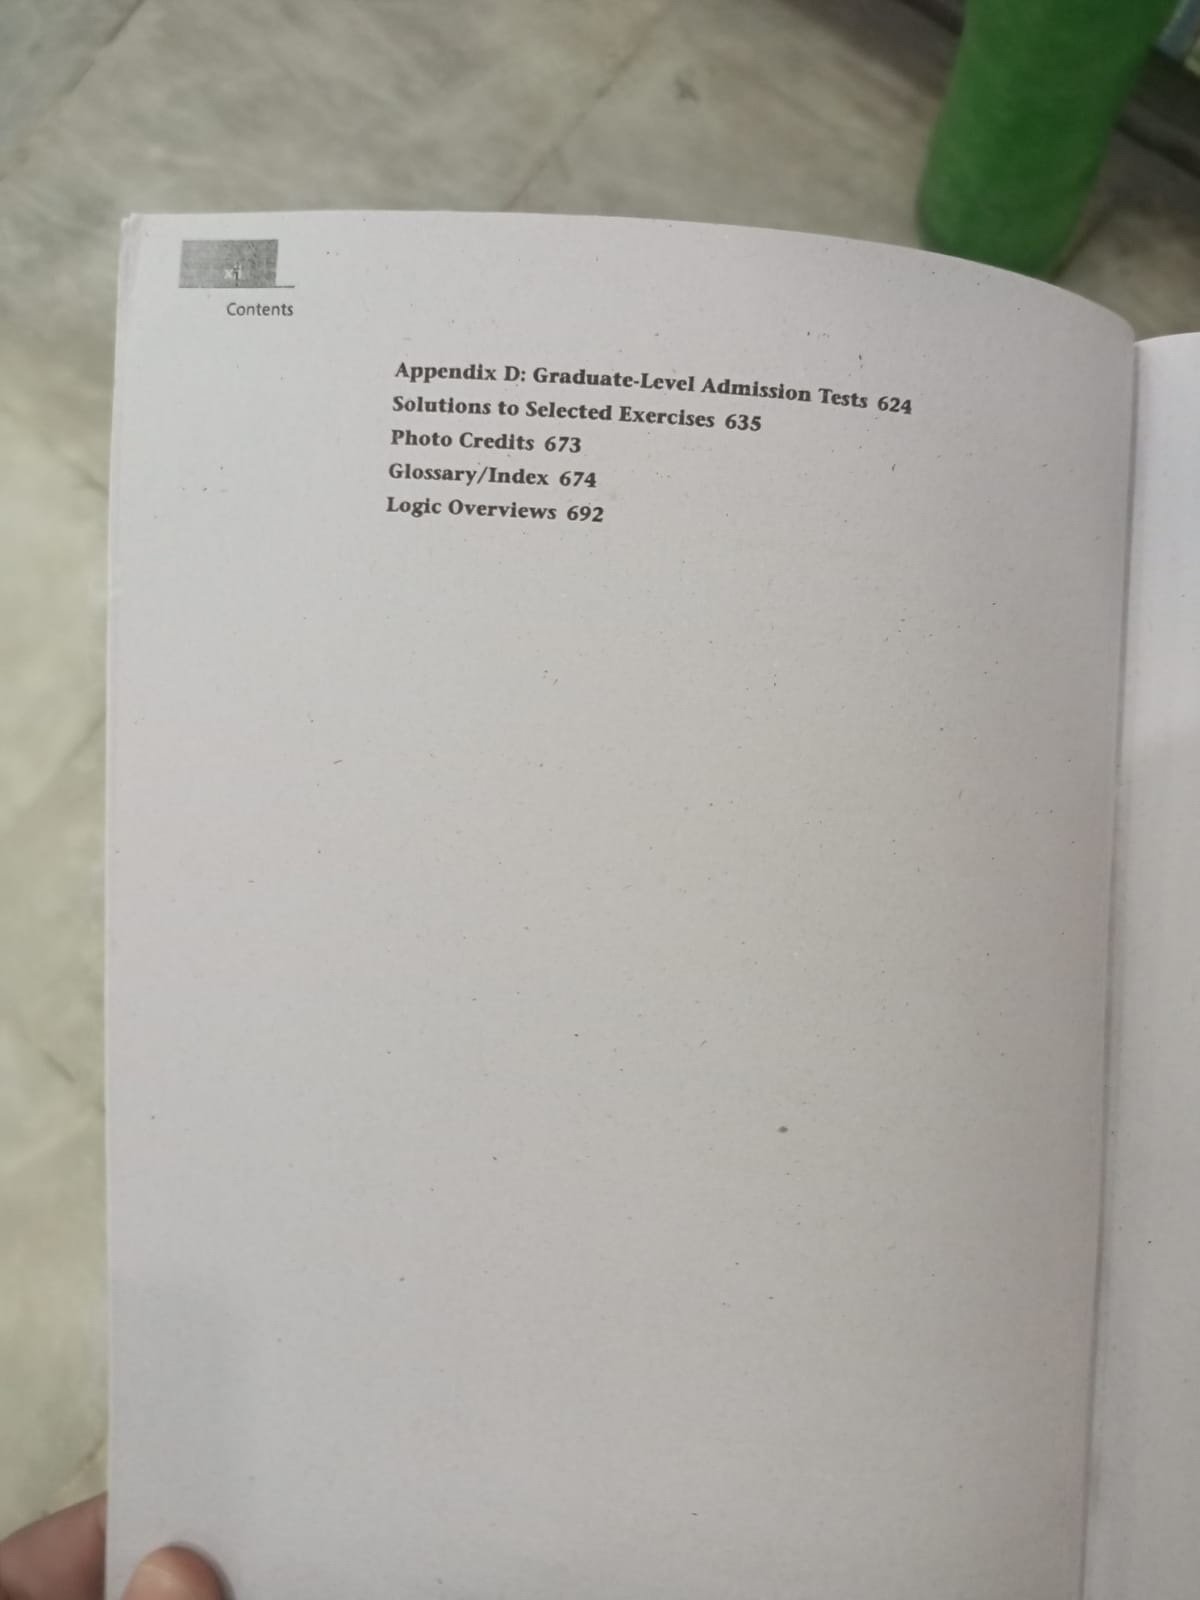 Contents
Appendix D: Graduate-Level Admission Tests 624
Solutions to Selected Exercises 635
Photo Credits 673
Glossary/Index 674
Logic Overviews 692